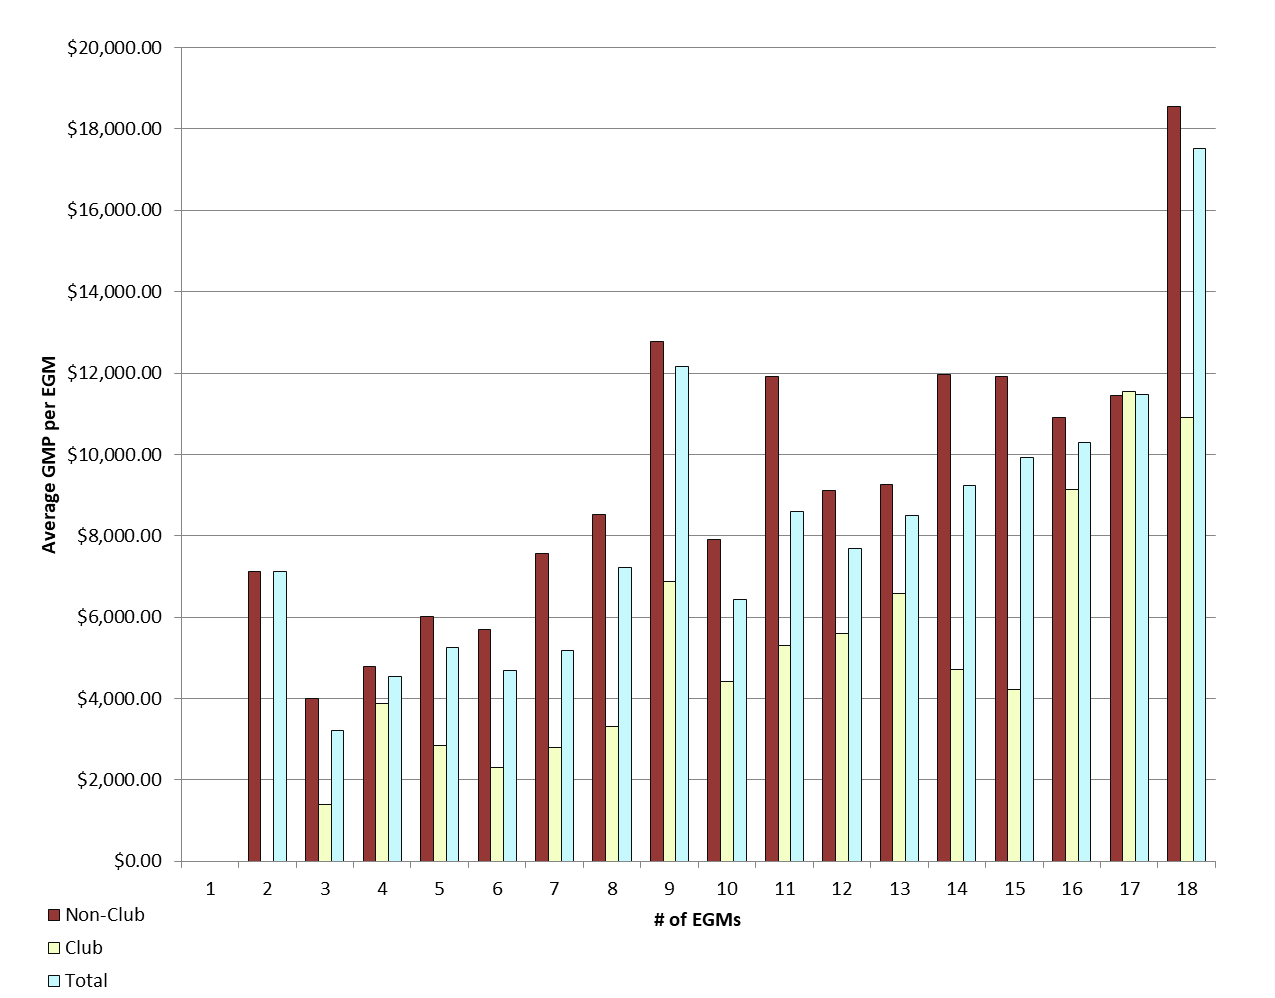 $20,000.00
$18,000.00
$16,000.00
$14,000.00
$12,000.00
$10,000.00
$8,000.00
$6,000.00
$4,000.00
$2,000.00
$0.00
Average GMP per EGM
1 2 3 4 5 6 7 8 9 10 11 12 13 14 15 16 17 18
# of EGMs
Non-Club
Club
Total